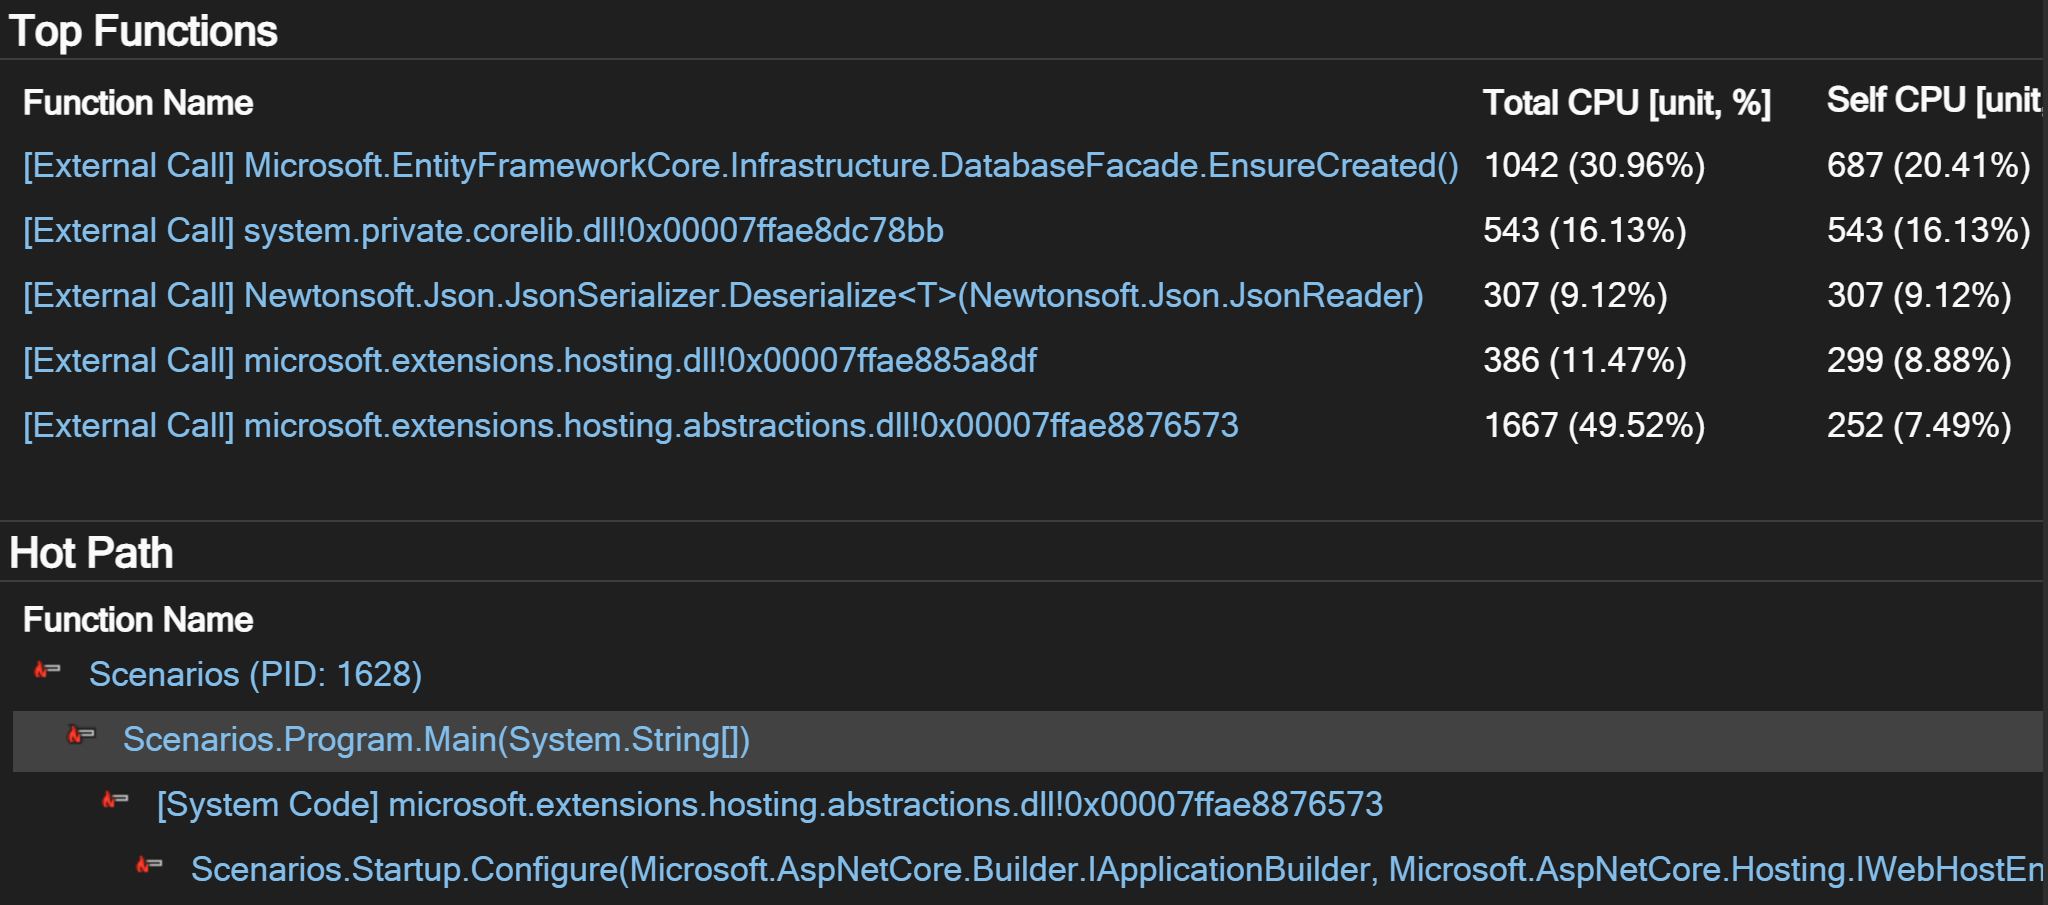 Top Functions
Function Name Total CPU [unit, %] Self CPU [unit,
[External Call] Microsoft.EntityFrameworkCore.Infrastructure.DatabaseFacade.EnsureCreated() 1042 (30.96%) 687 (20.41%)
[External Call] system.private.corelib.dll!0x00007ffae8dc78bb 543 (16.13%) 543 (16.13%)
[External Call] Newtonsoft.Json.JsonSerializer.Deserialize<T>(Newtonsoft.Json.JsonReader) 307 (9.12%) 307 (9.12%)
[External Call] microsoft.extensions.hosting.dll!0x00007ffae885a8df 386 (11.47%) 299 (8.88%)
[External Call] microsoft.extensions.hosting.abstractions.dll!0x00007ffae8876573 1667 (49.52%) 252 (7.49%)
Hot Path
Function Name
Scenarios (PID: 1628)
Scenarios.Program.Main(System.String[])
[System Code] microsoft.extensions.hosting.abstractions.dll!0x00007ffae8876573
Scenarios.Startup.Configure(Microsoft.AspNetCore.Builder.IApplicationBuilder, Microsoft.AspNetCore.Hosting.IWebHostEn